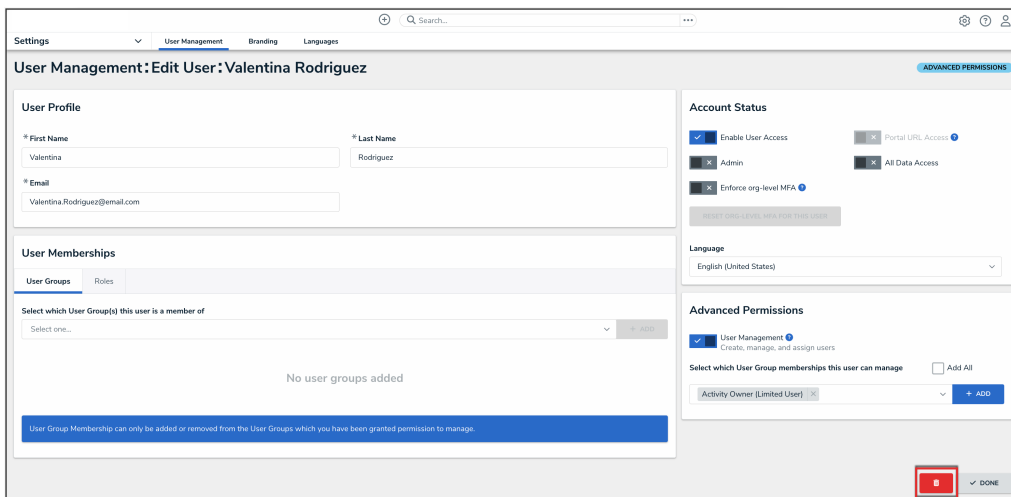 Search...
Settings
User Management
Branding
Languages
User Management:Edit User:Valentina Rodriguez
ADVANCED PERMISSIONS
User Profile
* First Name
* Last Name
Valentina
Rodriguez
* Email
Valentina.Rodriguez@email.com
User Memberships
User Groups
Roles
Select which User Group(s) this user is a member of
Select one...
+ ADD
No user groups added
User Group Membership can only be added or removed from the User Groups which you have been granted permission to manage.
Account Status
Enable User Access
Portal URL Access
Admin
All Data Access
Enforce org-level MFA
RESET ORG-LEVEL MFA FOR THIS USER
Language
English (United States)
Advanced Permissions
User Management
Create, manage, and assign users
Select which User Group memberships this user can manage
Add All
Activity Owner (Limited User)
+ ADD
DONE